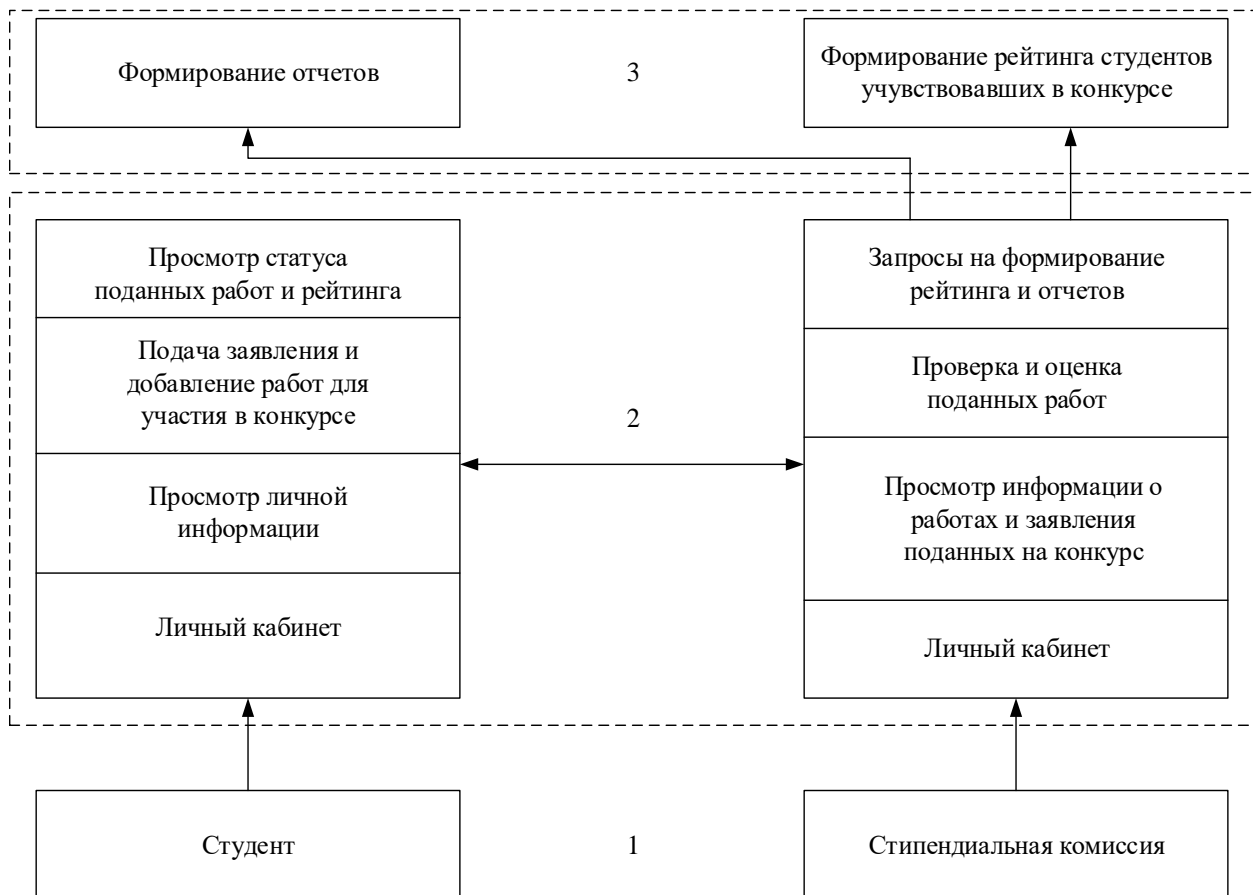 Формирование отчетов
3
Формирование рейтинга студентов
учувствовавших в конкурсе
Просмотр статуса
поданных работ и рейтинга
Подача заявления и
добавление работ для
участия в конкурсе
Просмотр личной
информации
Личный кабинет
2
Запросы на формирование
рейтинга и отчетов
Проверка и оценка
поданных работ
Просмотр информации о
работах и заявления
поданных на конкурс
Личный кабинет
Студент
1
Стипендиальная комиссия